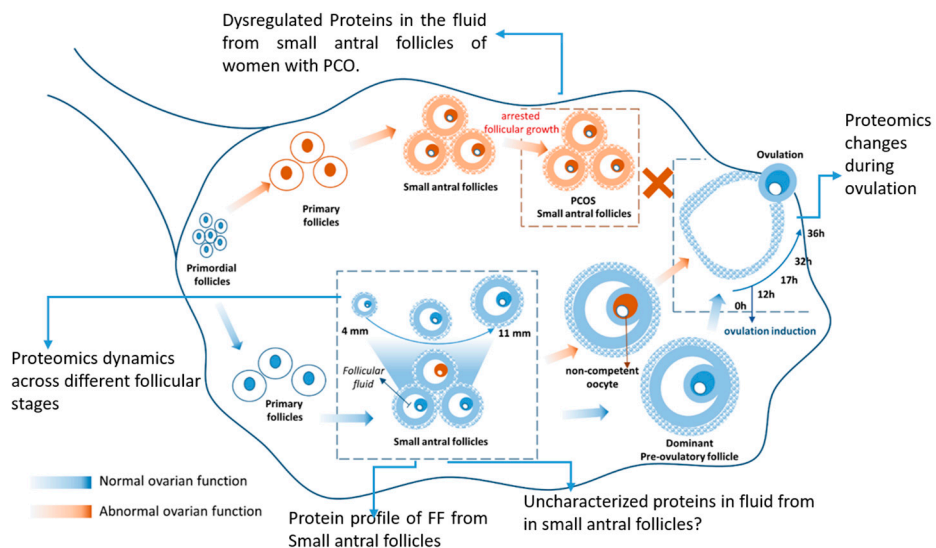 Dysregulated Proteins in the fluid
from small antral follicles of
women with PCO.
arrested
follicular growth
Small antral follicles
PCOS
Small antral follicles
Primary
follicles
Primordial
follicles
Ovulation
Proteomics
changes
during
ovulation
36h
32h
17h
12h
0h
ovulation induction
4 mm
11 mm
Follicular
fluid
Small antral follicles
non-competent
oocyte
Dominant
Pre-ovulatory follicle
Proteomics dynamics
across different follicular
stages
Primary
follicles
Normal ovarian function
Abnormal ovarian function
Protein profile of FF from
Small antral follicles
Uncharacterized proteins in fluid from
in small antral follicles?